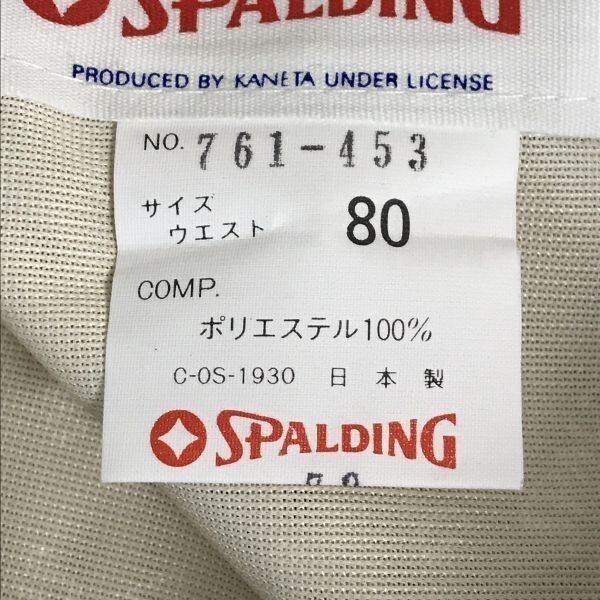 SPALDING
PRODUCED BY KANETA UNDER LICENSE
NO. 761-453
サイズ
ウエスト 80
COMP.
ポリエステル100%
C-OS-1930 日 本 製
SPALDING